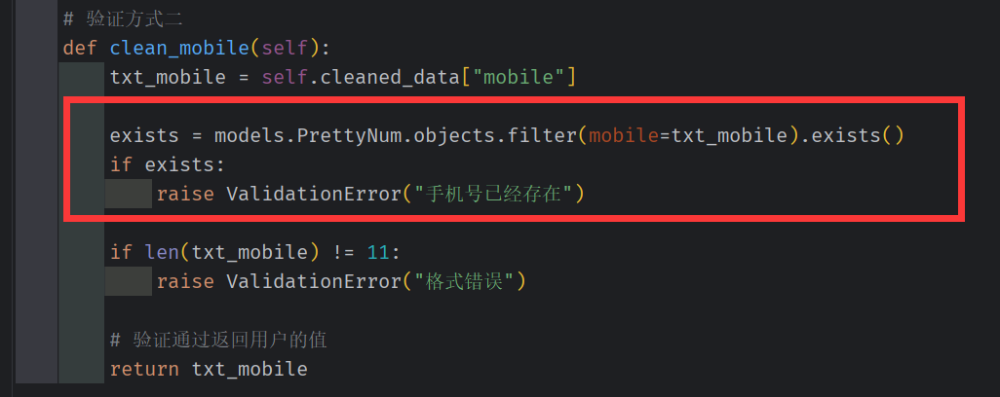 # 验证方式二
def clean_mobile(self):
txt_mobile = self.cleaned_data["mobile"]
exists = models.PrettyNum.objects.filter(mobile=txt_mobile).exists()
if exists:
raise ValidationError("手机号已经存在")
if len(txt_mobile) != 11:
raise ValidationError("格式错误")
# 验证通过返回用户的值
return txt_mobile